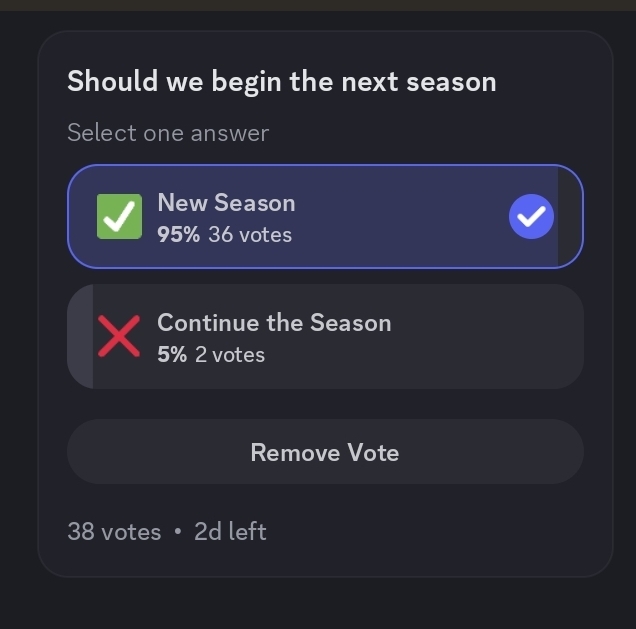 Should we begin the next season
Select one answer
New Season
95% 36 votes
Continue the Season
5% 2 votes
Remove Vote
38 votes • 2d left